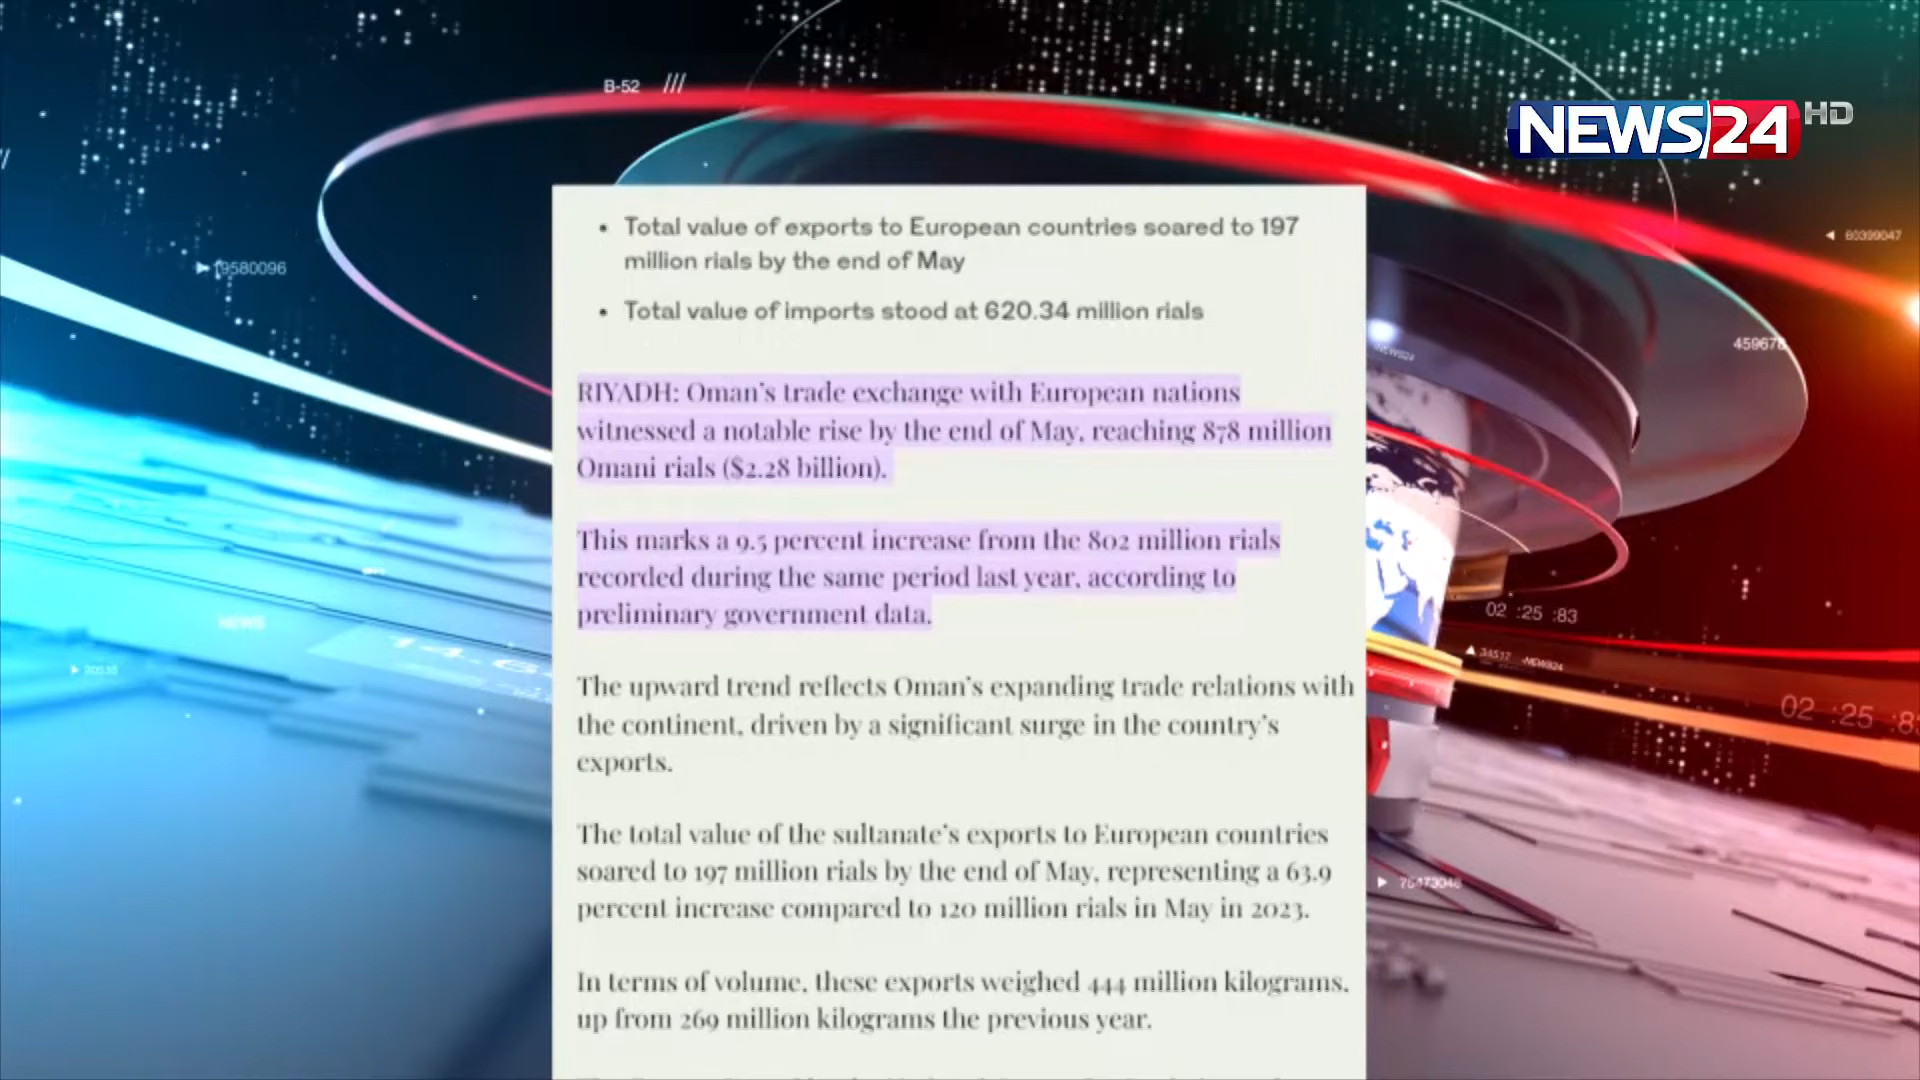 B-52 ///
NEWS24 HD
60399047
19580096
459678
• Total value of exports to European countries soared to 197
million rials by the end of May
• Total value of imports stood at 620.34 million rials
RIYADH: Oman's trade exchange with European nations
witnessed a notable rise by the end of May, reaching 878 million
Omani rials ($2.28 billion).
This marks a 9.5 percent increase from the 802 million rials
recorded during the same period last year, according to
preliminary government data.
The upward trend reflects Oman's expanding trade relations with
the continent, driven by a significant surge in the country's
exports.
The total value of the sultanate's exports to European countries
soared to 197 million rials by the end of May, representing a 63.9
percent increase compared to 120 million rials in May in 2023.
In terms of volume, these exports weighed 444 million kilograms,
up from 269 million kilograms the previous year.
NEWS
02 :25 :83
-NEWS24
02 :25 :8